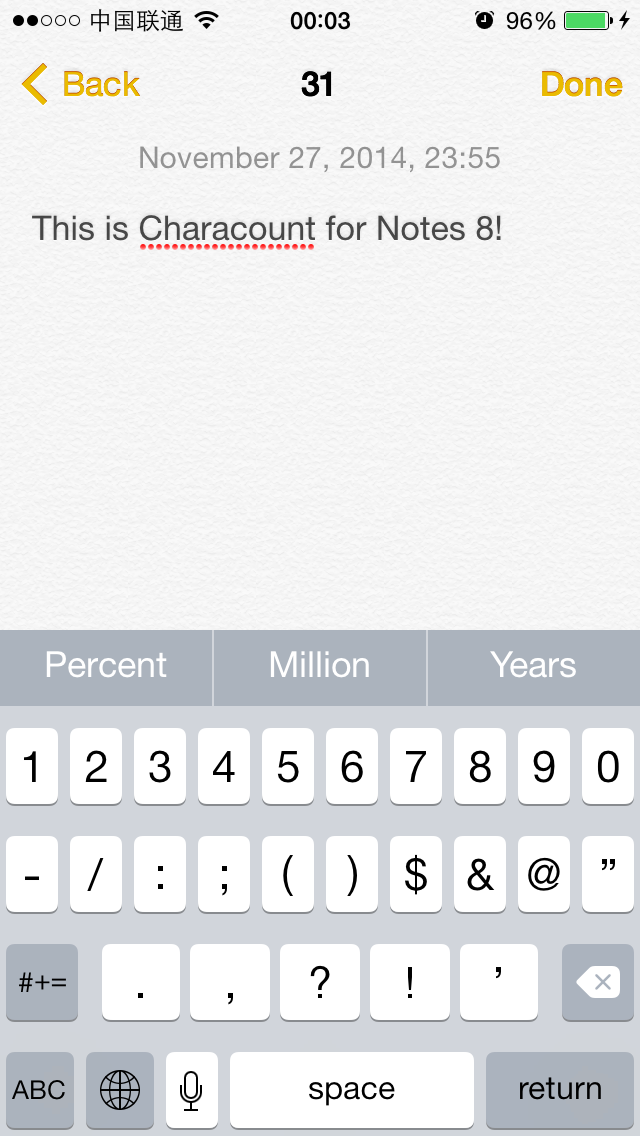 中国联通 00:03 96%
Back 31 Done
November 27, 2014, 23:55
This is Characount for Notes 8!
Percent Million Years
1 2 3 4 5 6 7 8 9 0
- / : ; ( ) $ & @ ”
#+= . , ? ! ’
ABC space return